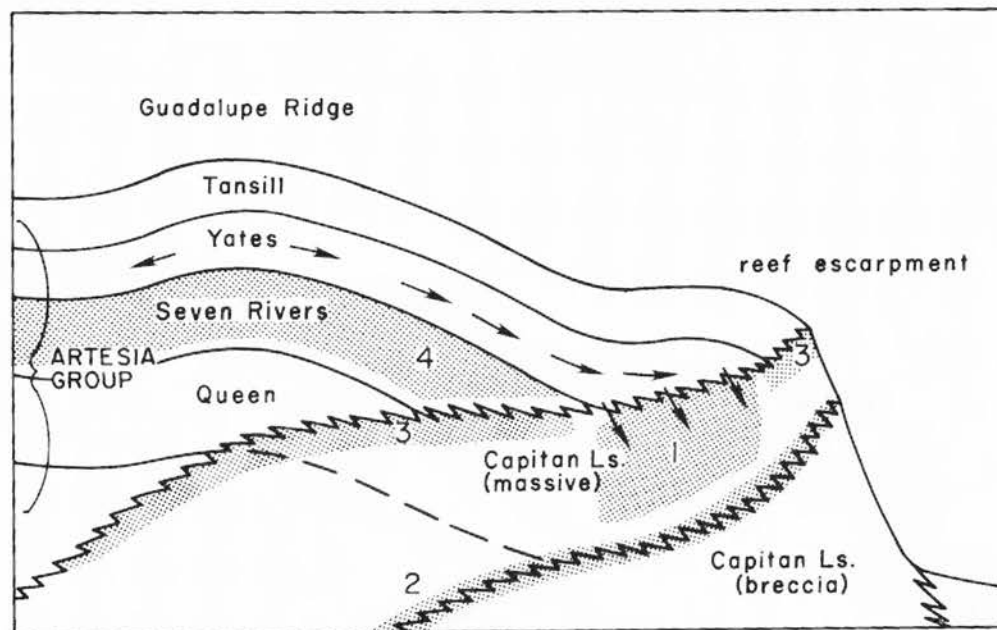 Guadalupe Ridge
Tansill
Yates
reef escarpment
Seven Rivers
3
ARTESIA
GROUP
4
Queen
3
Capitan Ls.
(massive)
1
Capitan Ls.
(breccia)
2